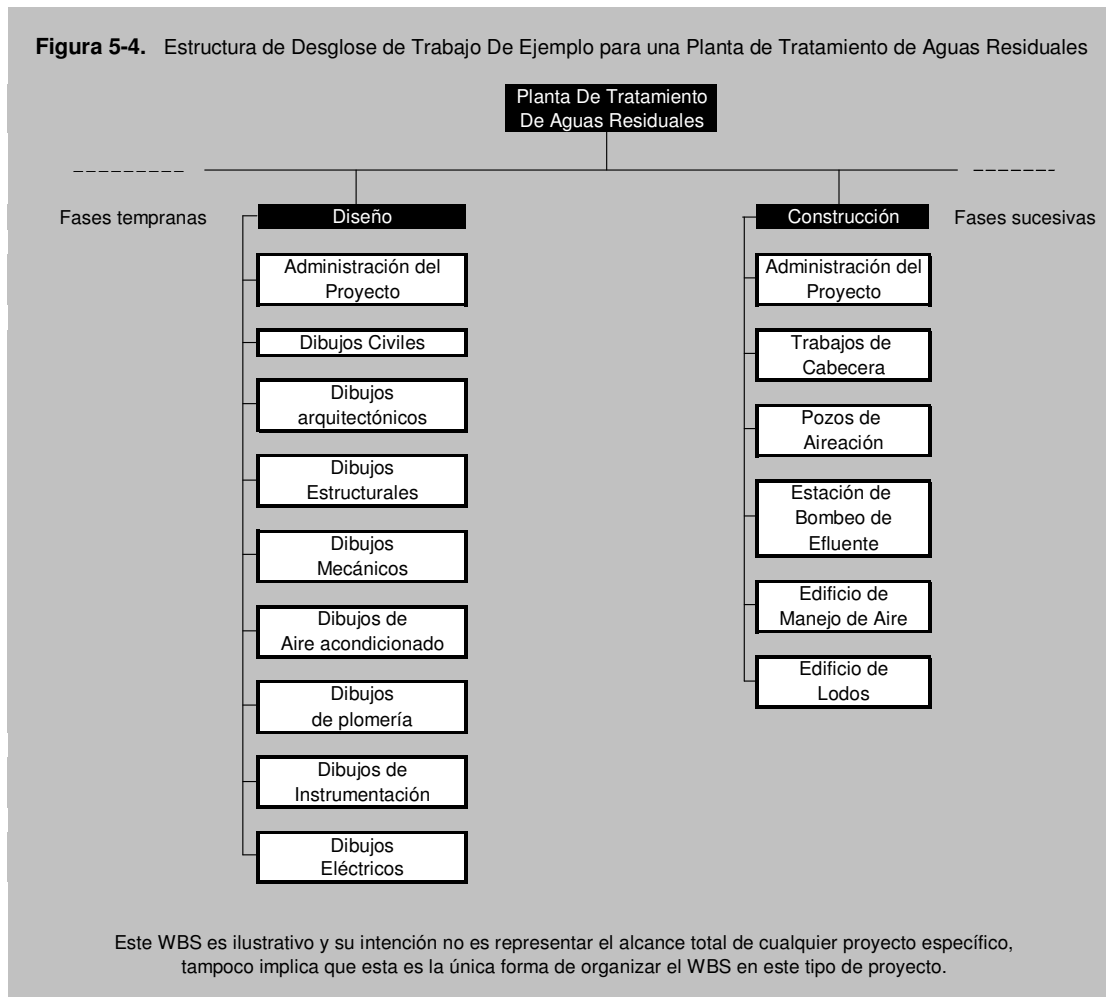 Figura 5-4. Estructura de Desglose de Trabajo De Ejemplo para una Planta de Tratamiento de Aguas Residuales
Planta De Tratamiento
De Aguas Residuales
Fases tempranas
Diseño
Administración del
Proyecto
Dibujos Civiles
Dibujos
arquitectónicos
Dibujos
Estructurales
Dibujos
Mecánicos
Dibujos de
Aire acondicionado
Dibujos
de plomería
Dibujos de
Instrumentación
Dibujos
Eléctricos
Construcción
Fases sucesivas
Administración del
Proyecto
Trabajos de
Cabecera
Pozos de
Aireación
Estación de
Bombeo de
Efluente
Edificio de
Manejo de Aire
Edificio de
Lodos
Este WBS es ilustrativo y su intención no es representar el alcance total de cualquier proyecto específico,
tampoco implica que esta es la única forma de organizar el WBS en este tipo de proyecto.